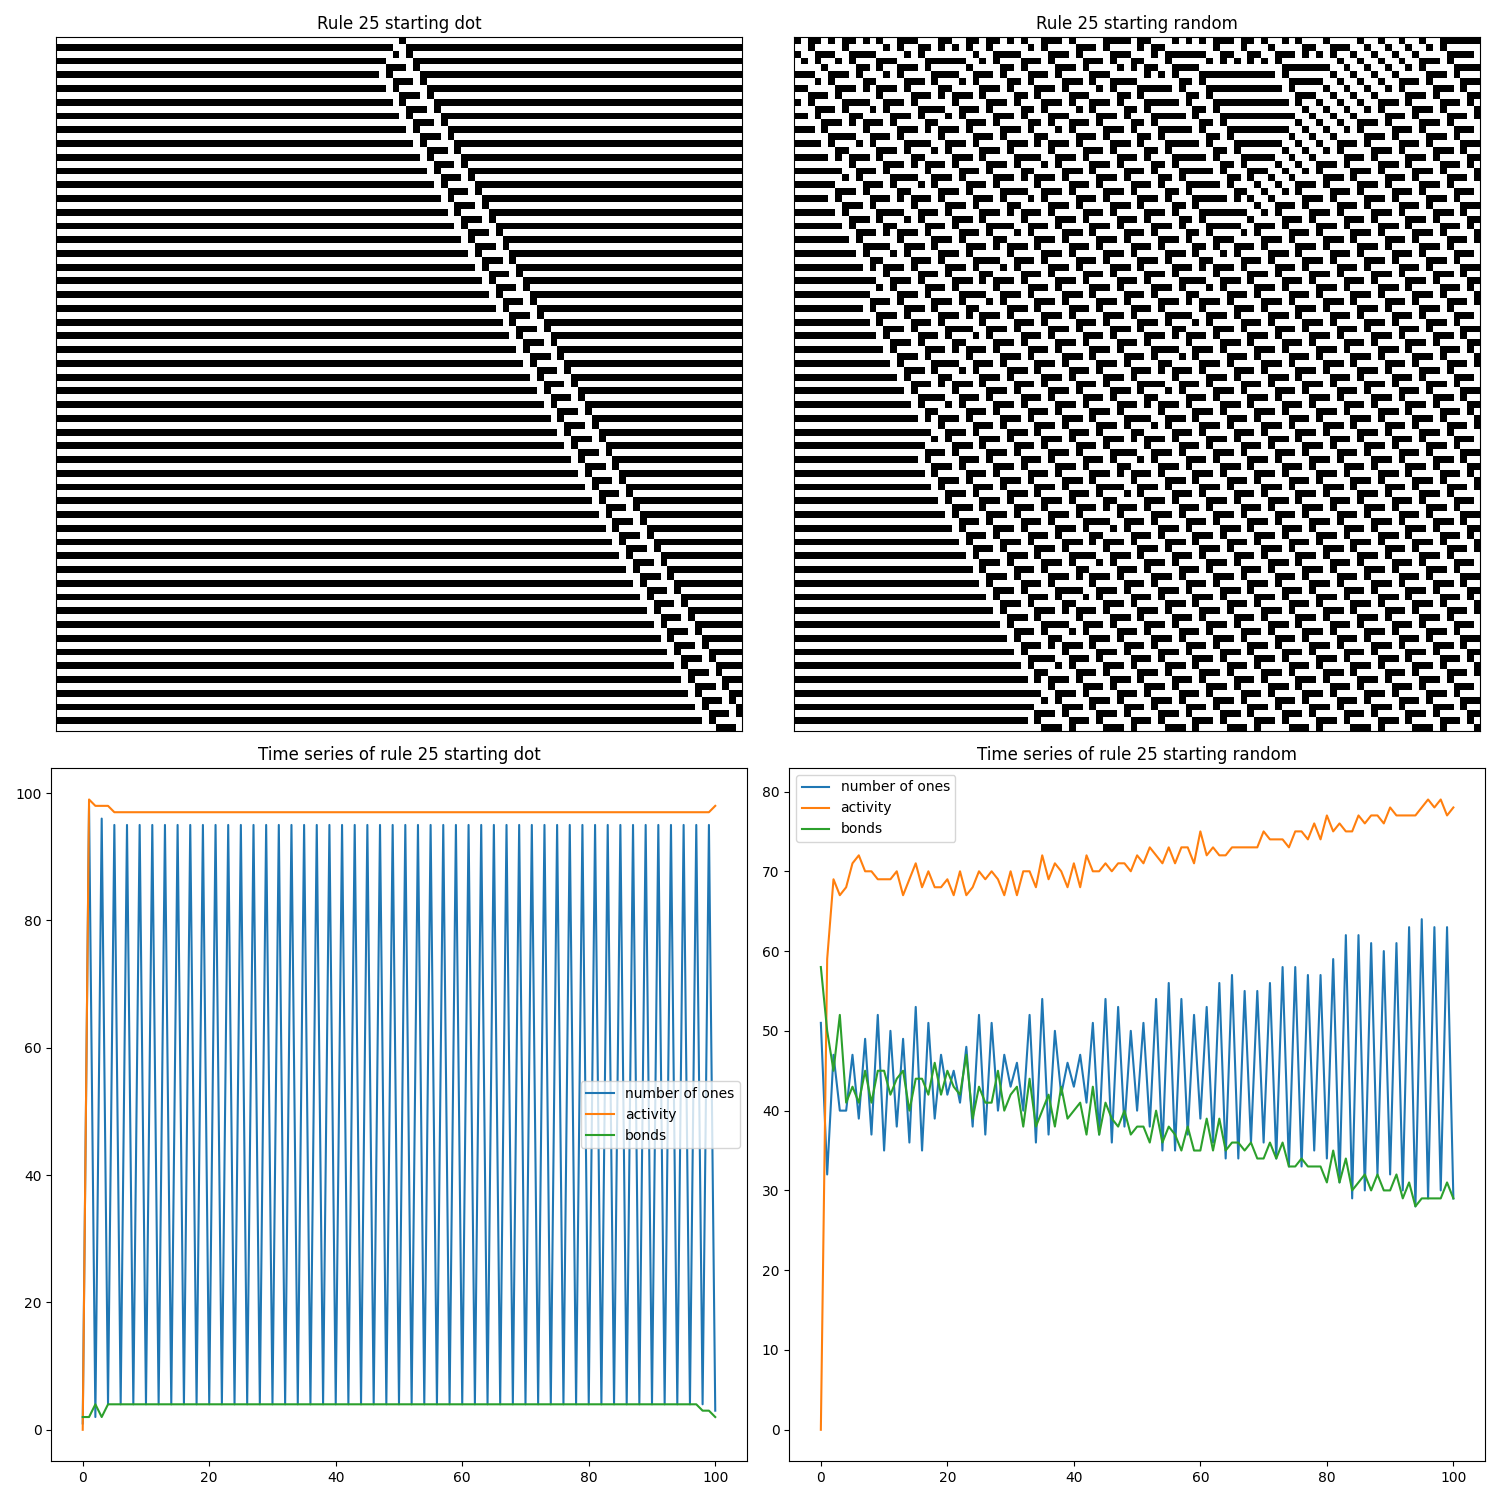 Rule 25 starting dot
Rule 25 starting random
Time series of rule 25 starting dot
100
80
60
40
20
0
0 20 40 60 80 100
number of ones
activity
bonds
Time series of rule 25 starting random
80
70
60
50
40
30
20
10
0
0 20 40 60 80 100
number of ones
activity
bonds